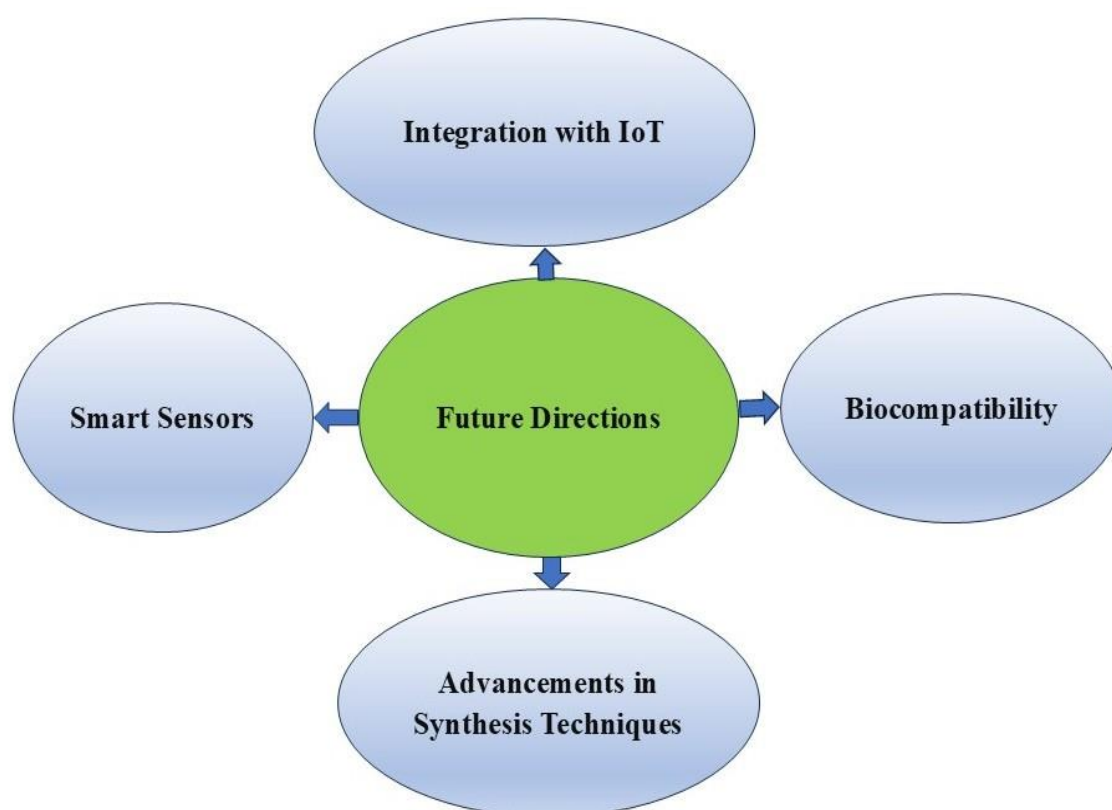 Integration with IoT
Smart Sensors
Future Directions
Biocompatibility
Advancements in
Synthesis Techniques